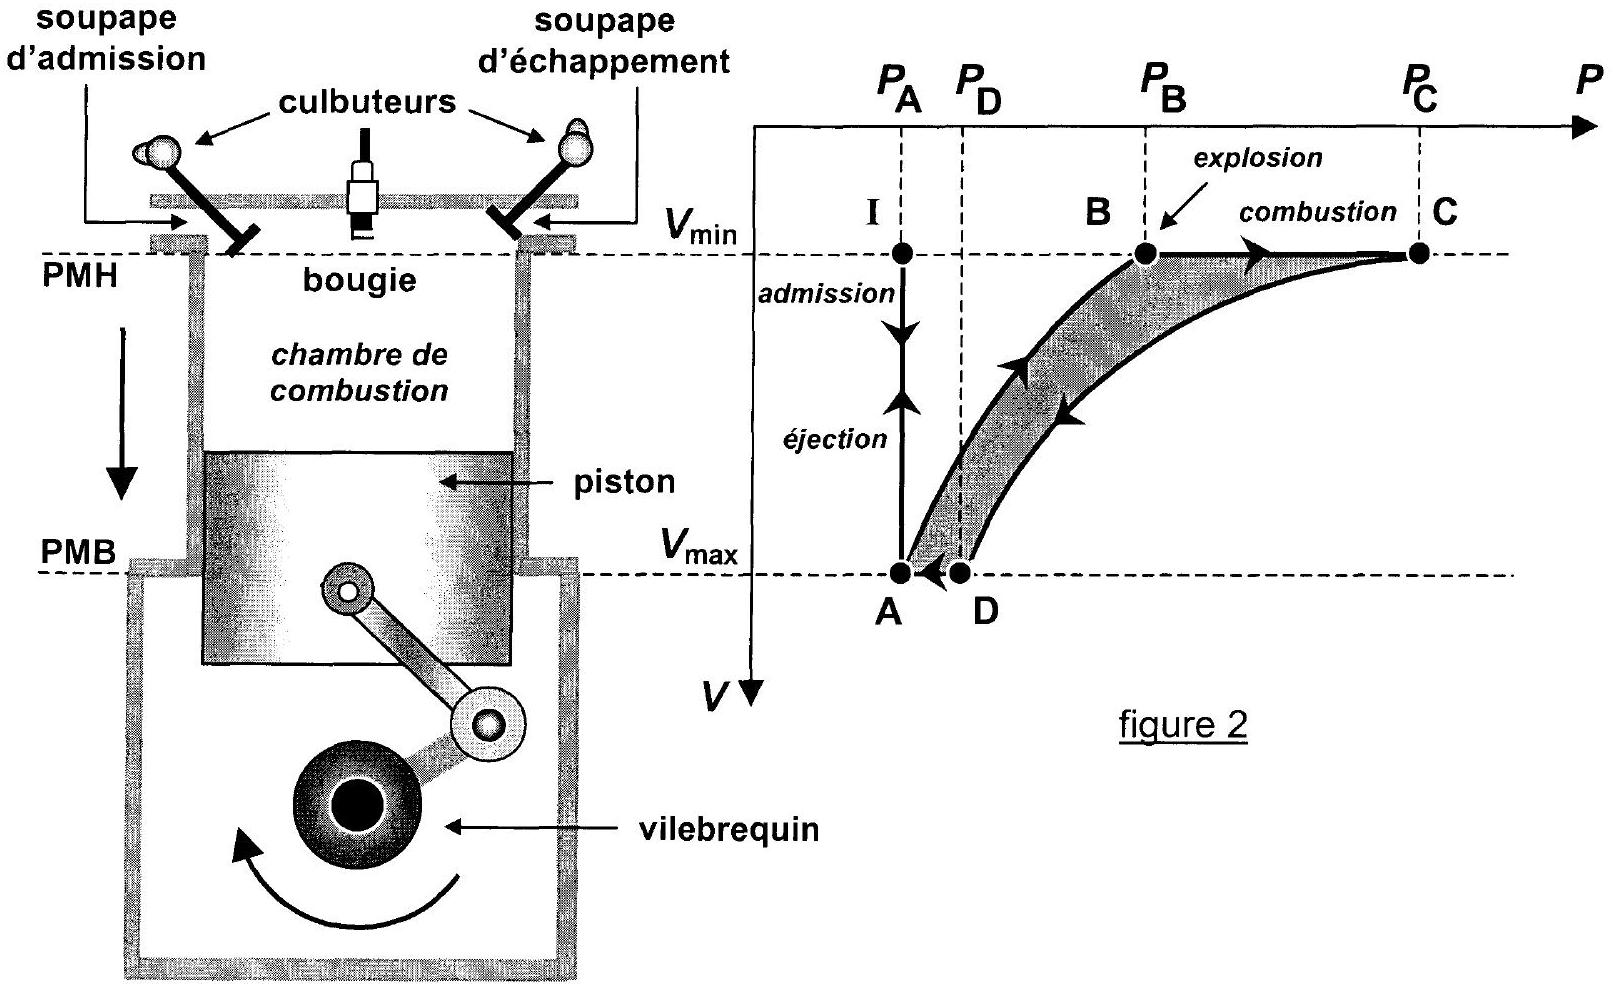 soupape
d'admission
soupape
d'échappement
culbuteurs
PMH
bougie
chambre de
combustion
piston
PMB
vilebrequin
P_A
P_D
P_B
P_C
P
explosion
I
B
combustion
C
V_min
admission
éjection
V_max
A
D
V
figure 2